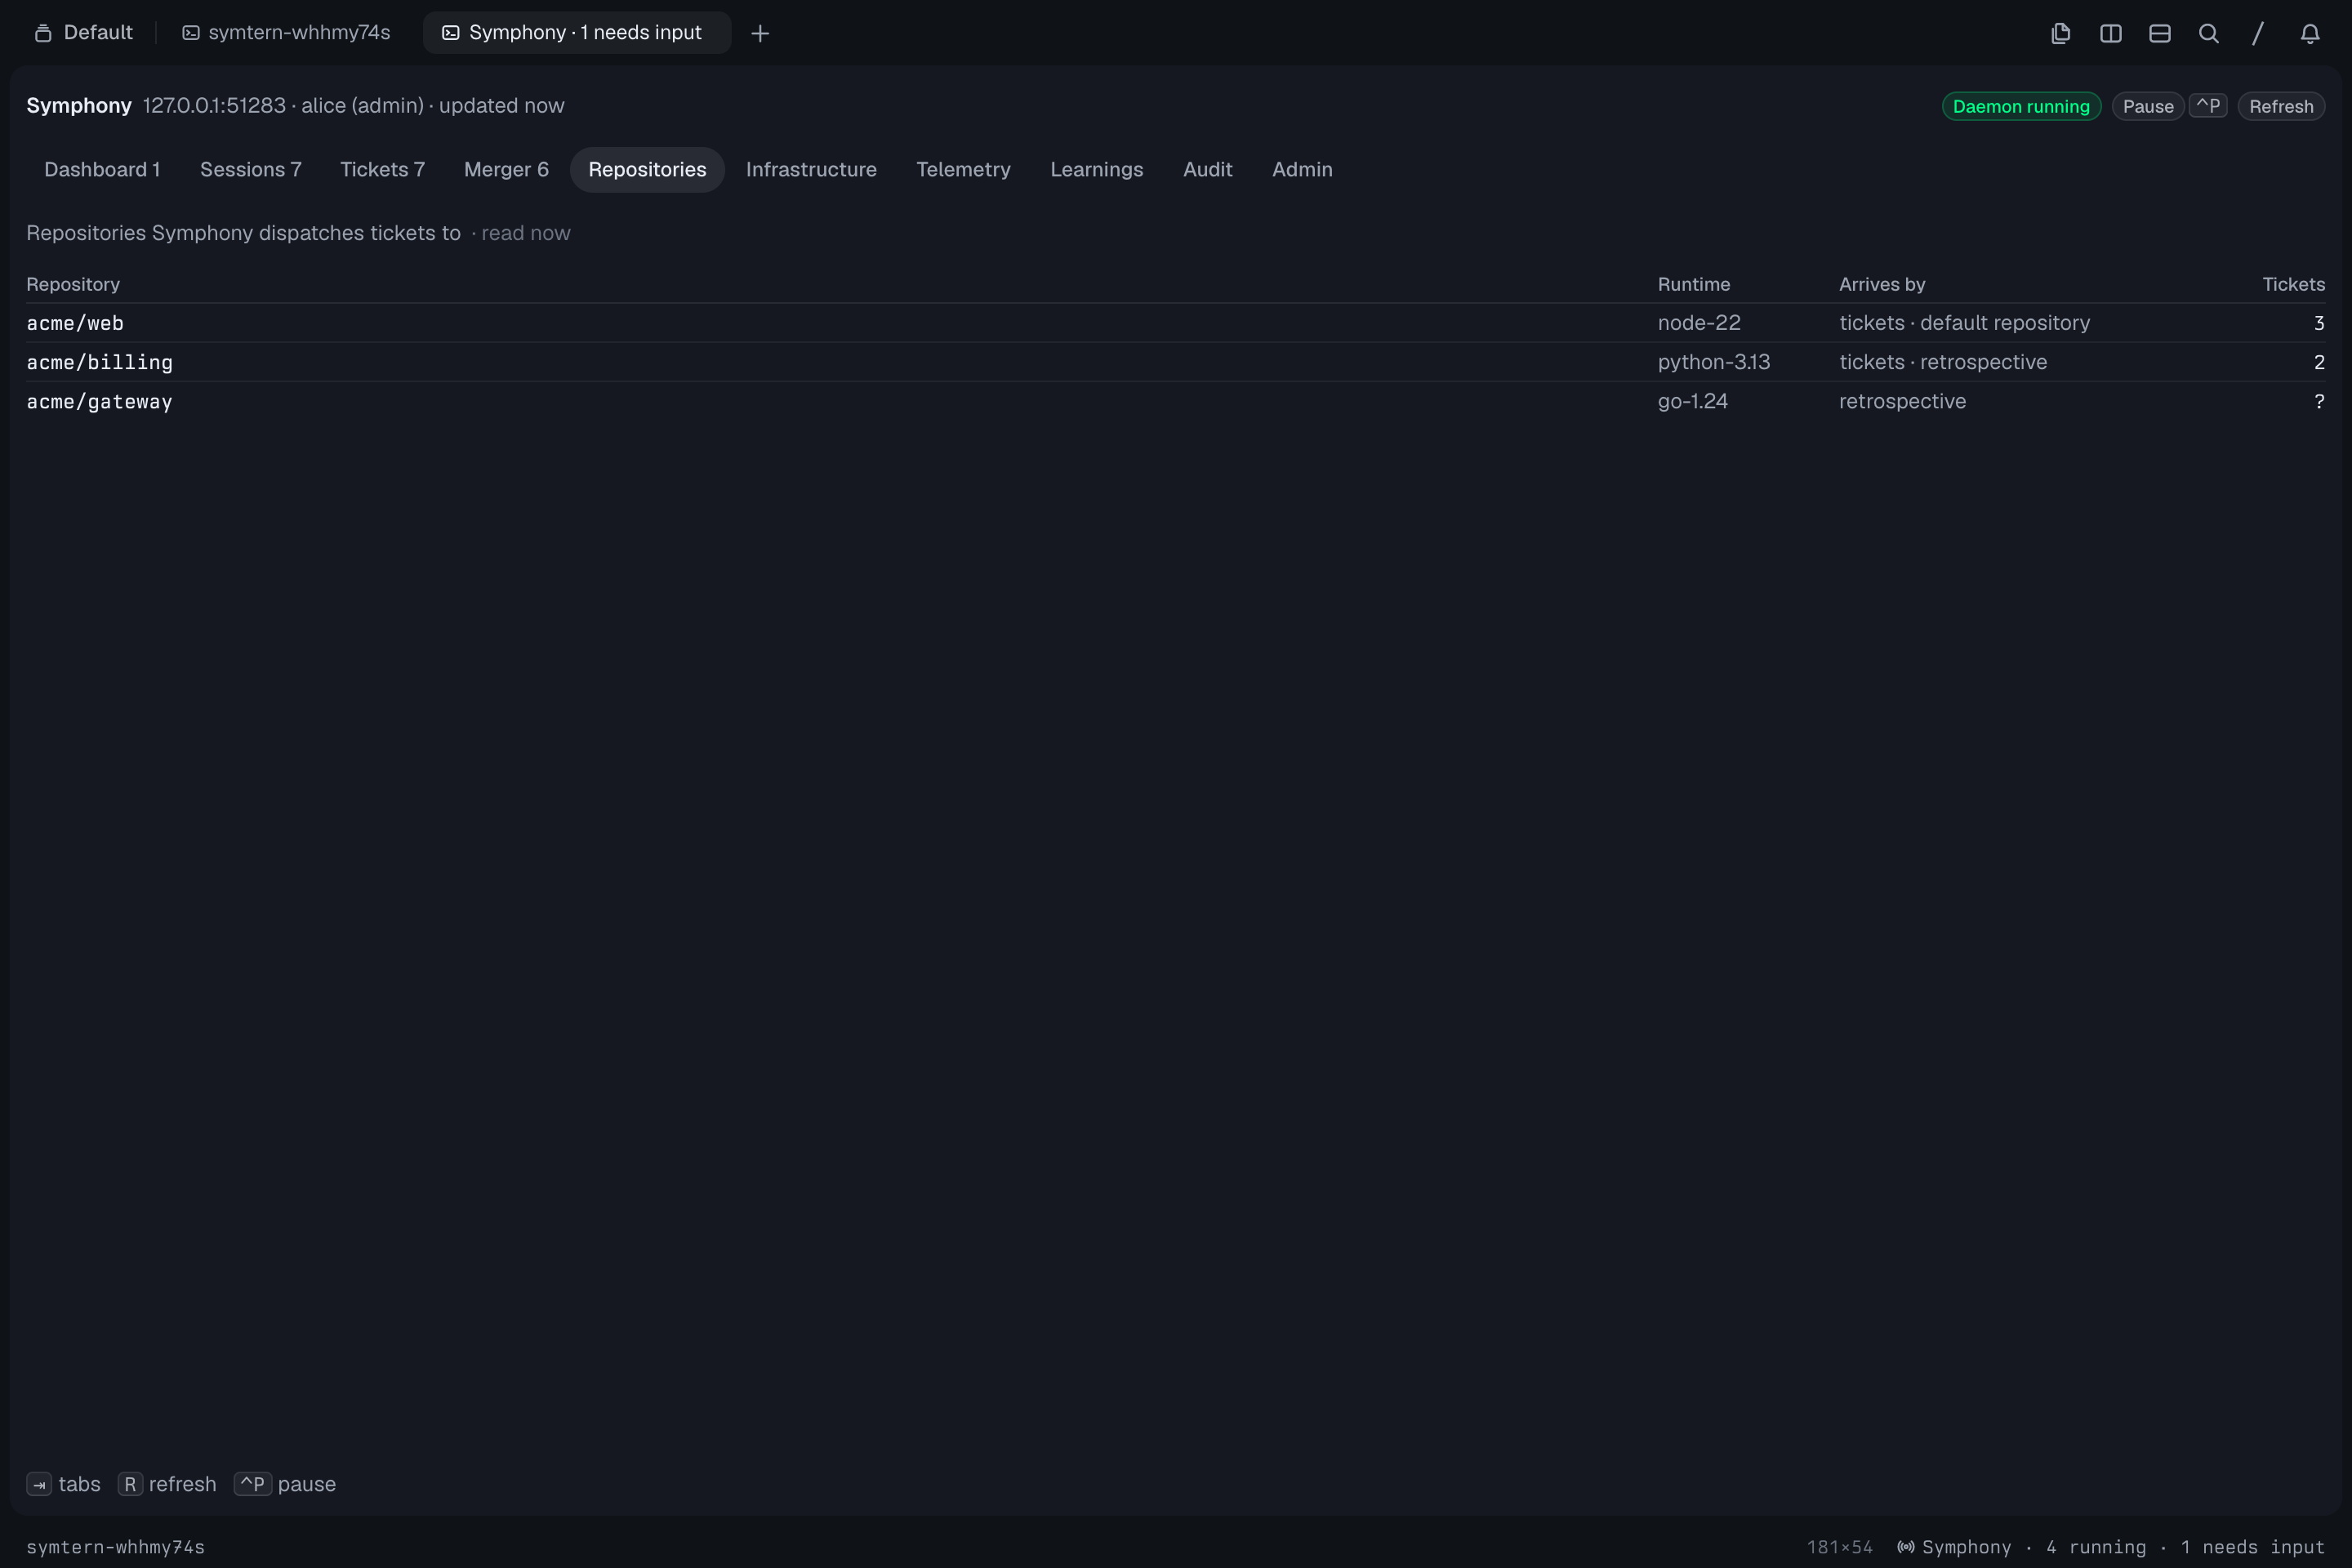 Default symtern-whhmy74s Symphony · 1 needs input +
Symphony 127.0.0.1:51283 · alice (admin) · updated now Daemon running Pause ^P Refresh
Dashboard 1 Sessions 7 Tickets 7 Merger 6 Repositories Infrastructure Telemetry Learnings Audit Admin
Repositories Symphony dispatches tickets to · read now
Repository Runtime Arrives by Tickets
acme/web node-22 tickets · default repository 3
acme/billing python-3.13 tickets · retrospective 2
acme/gateway go-1.24 retrospective ?
⇥ tabs R refresh ^P pause
symtern-whhmy74s 181×54 Symphony · 4 running · 1 needs input